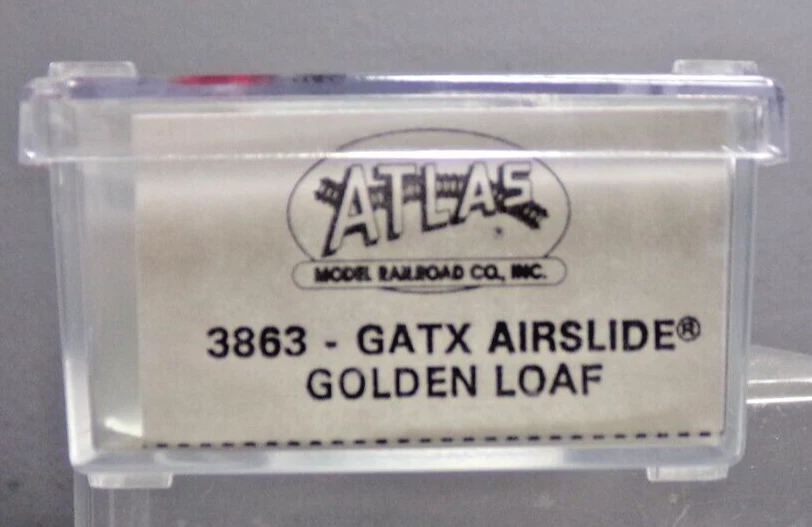 ATLAS
MODEL RAILROAD CO., INC.
3863 - GATX AIRSLIDE®
GOLDEN LOAF